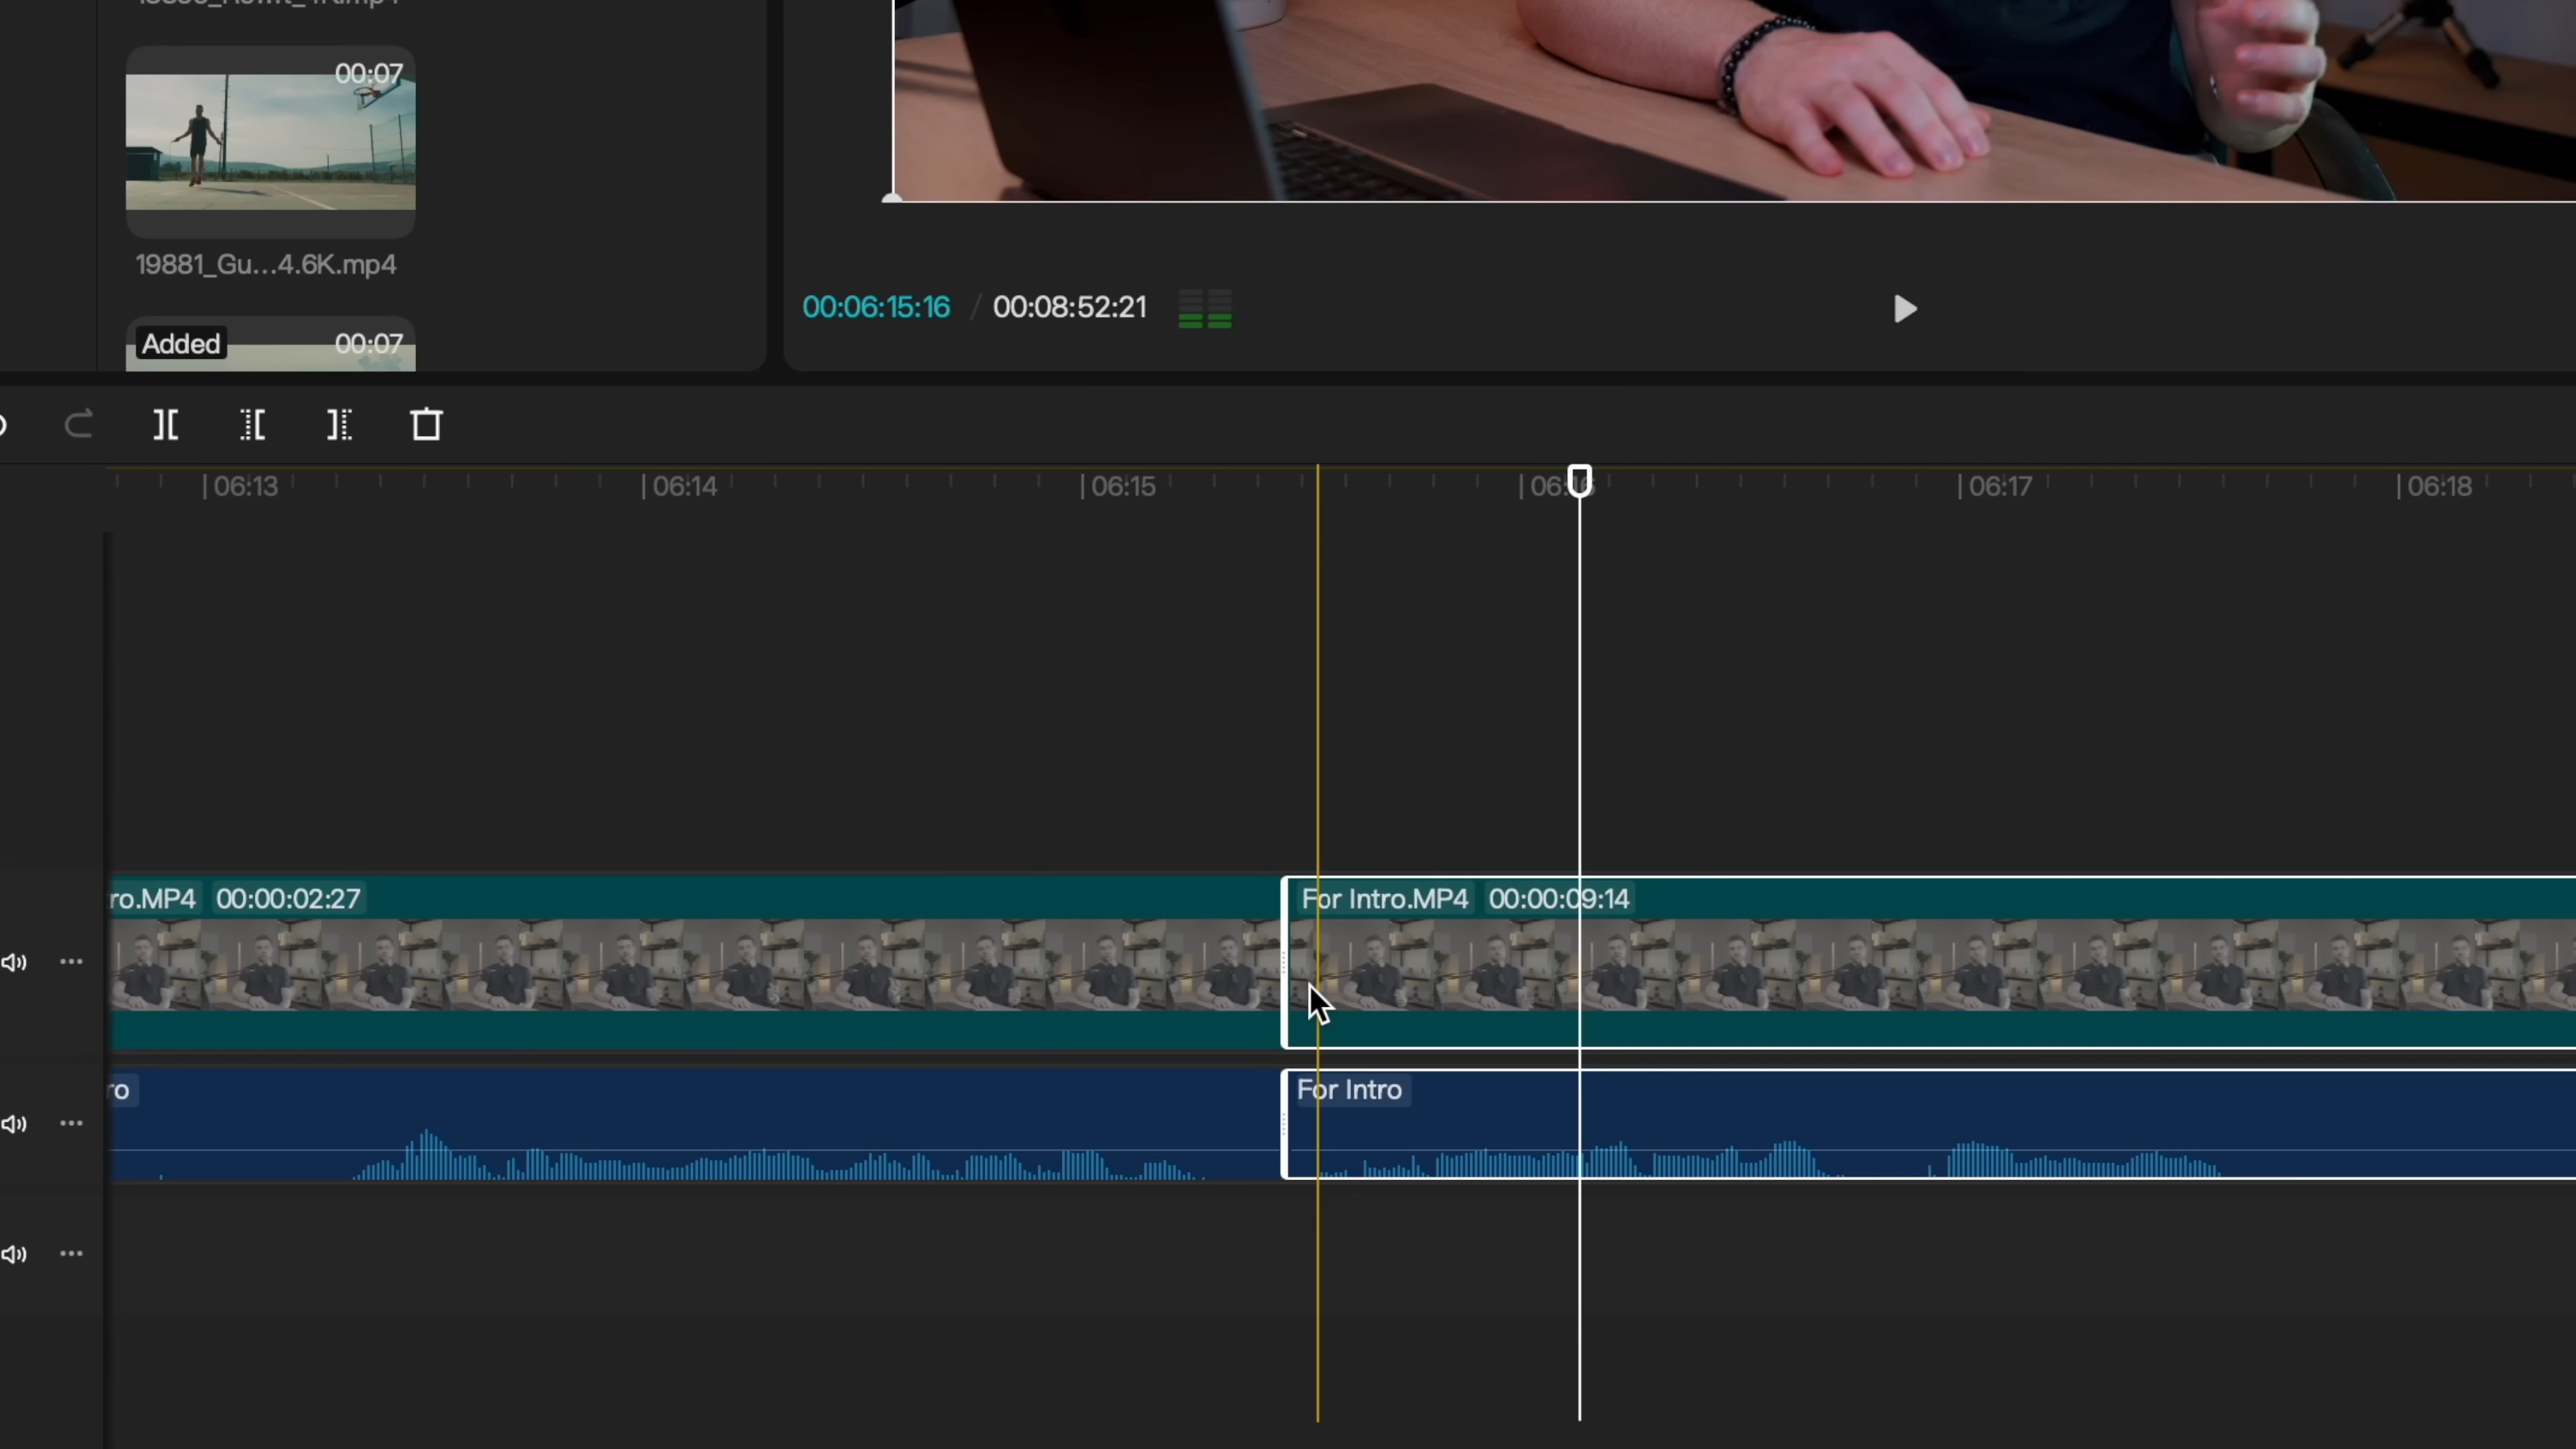 00:07
19881_Gu...4.6K.mp4
Added
00:07
00:06:15:16 / 00:08:52:21
06:13
06:14
06:15
06:16
06:17
06:18
ro.MP4 00:00:02:27
For Intro.MP4 00:00:09:14
ro
For Intro